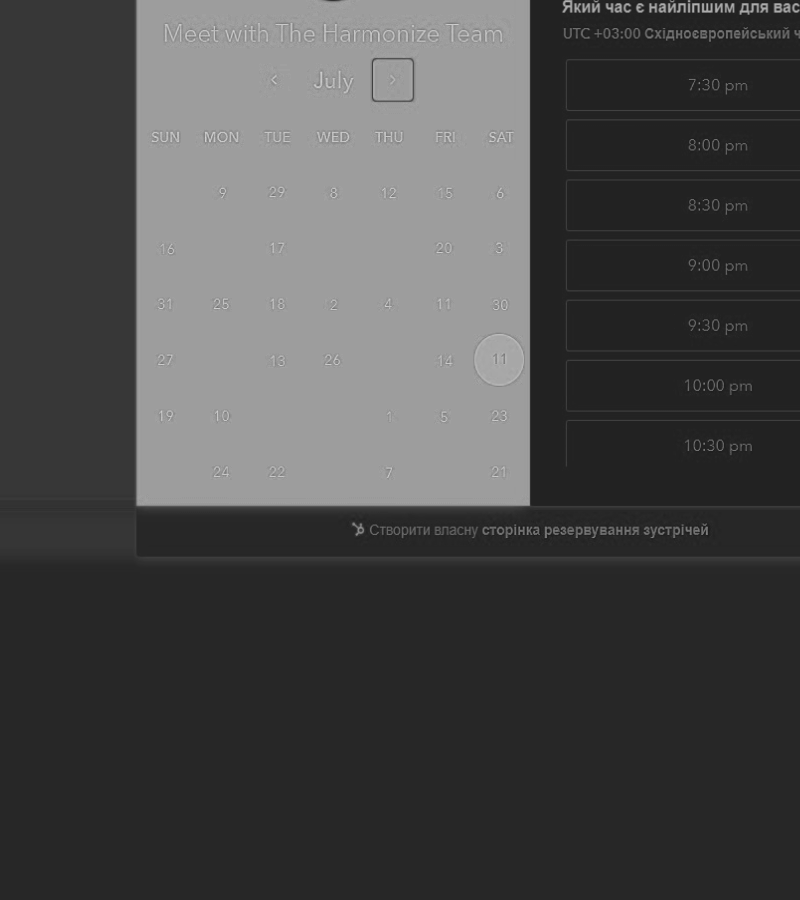 Meet with The Harmonize Team
July
SUN MON TUE WED THU FRI SAT
9 29 8 12 15 6
16 17 20 3
31 25 18 2 4 11 30
27 13 26 14 11
19 10 1 5 23
24 22 7 21
Який час є найліпшим для вас
UTC +03:00 Східноєвропейський ч
7:30 pm
8:00 pm
8:30 pm
9:00 pm
9:30 pm
10:00 pm
10:30 pm
Створити власну сторінка резервування зустрічей